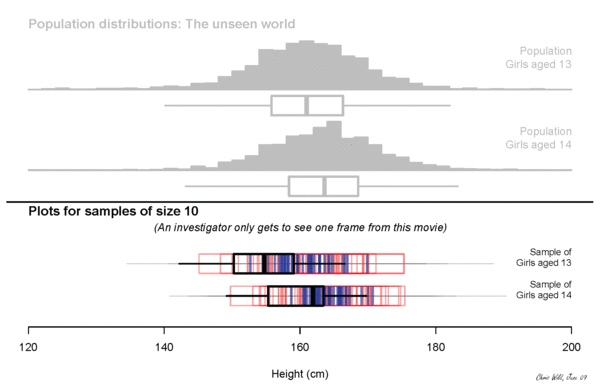 Population distributions: The unseen world
Population
Girls aged 13
Population
Girls aged 14
Plots for samples of size 10
(An investigator only gets to see one frame from this movie)
Sample of
Girls aged 13
Sample of
Girls aged 14
120 140 160 180 200
Height (cm)
Chris Wild, Jun 09